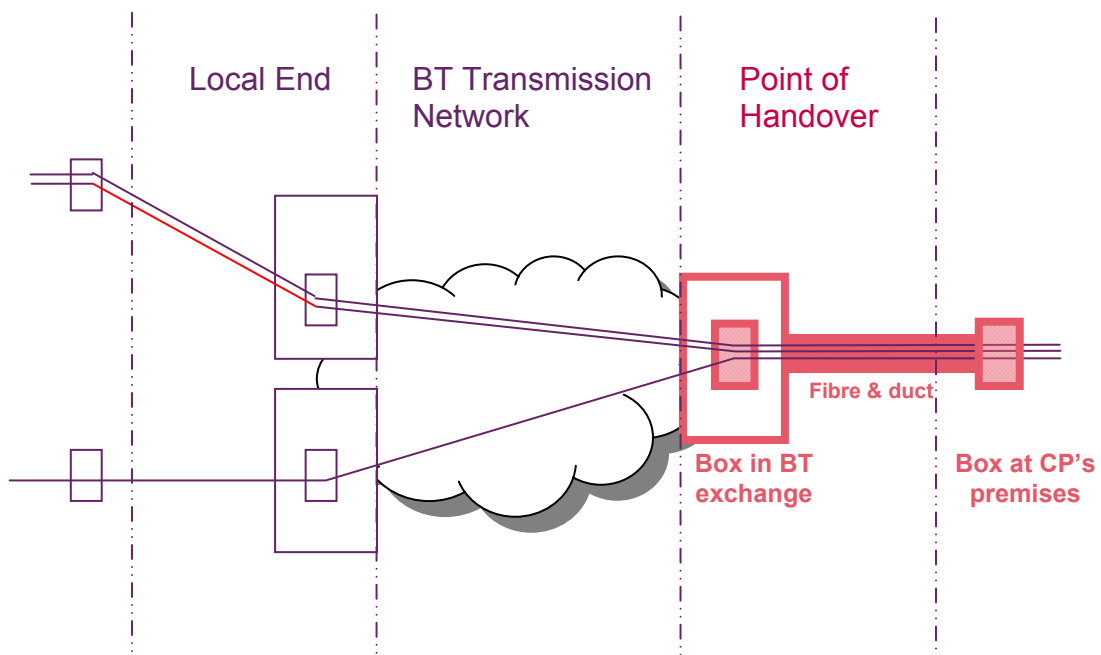 Local End
BT Transmission
Network
Point of
Handover
Fibre & duct
Box in BT
exchange
Box at CP's
premises